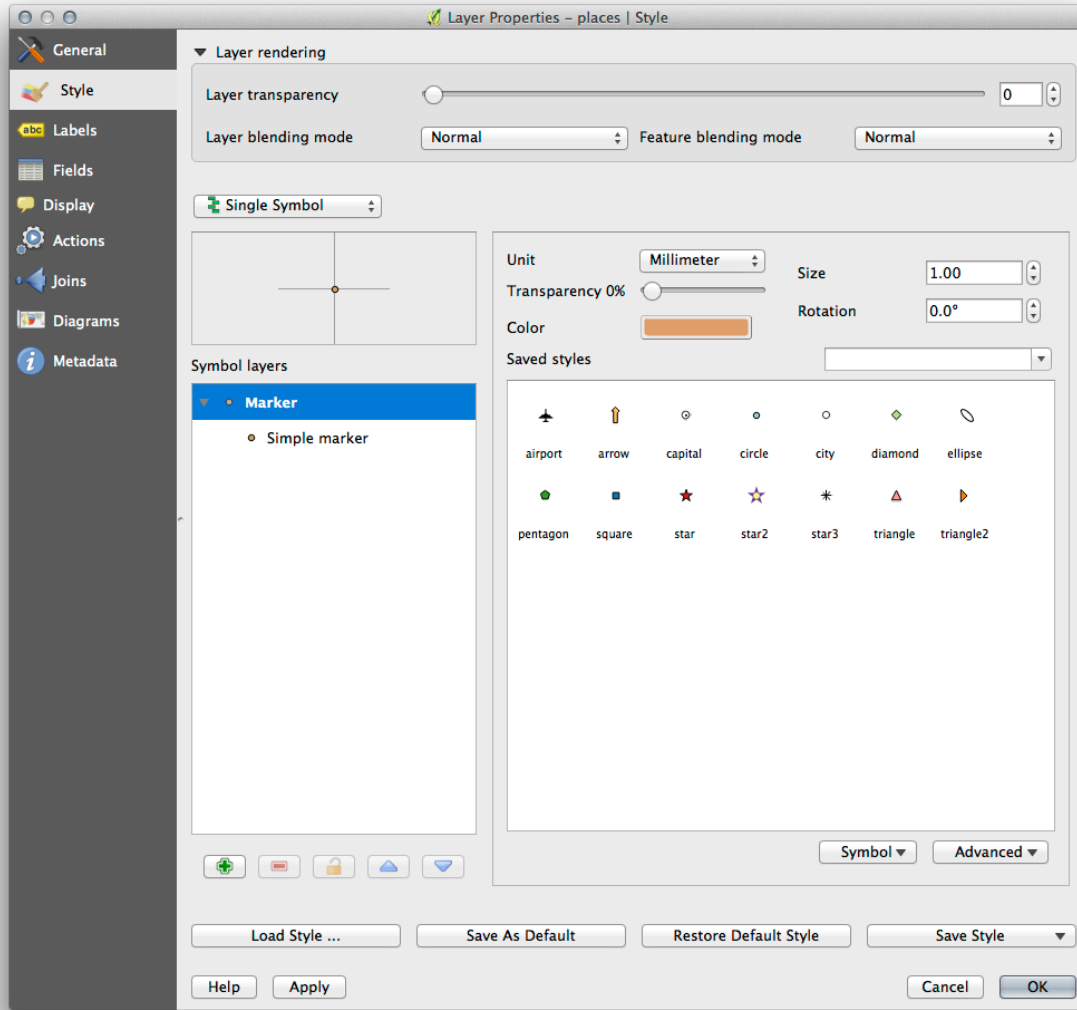 Layer Properties – places | Style
General
Style
abc Labels
Fields
Display
Actions
Joins
Diagrams
i Metadata
Layer rendering
Layer transparency 0
Layer blending mode Normal Feature blending mode Normal
Single Symbol
Unit Millimeter Size 1.00
Transparency 0%
Rotation 0.0°
Color
Saved styles
Symbol layers
Marker
Simple marker
airport arrow capital circle city diamond ellipse
pentagon square star star2 star3 triangle triangle2
Symbol Advanced
Load Style ... Save As Default Restore Default Style Save Style
Help Apply Cancel OK